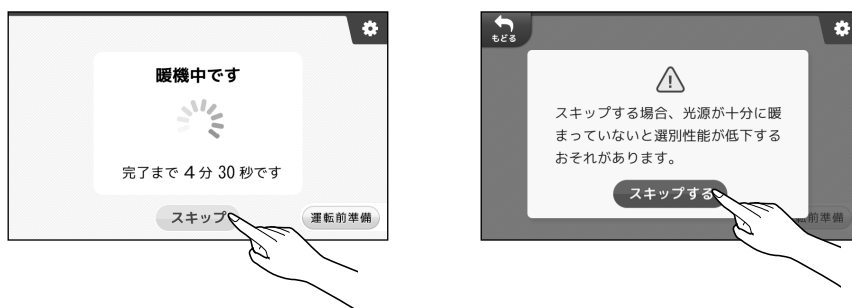 暖機中です
完了まで 4 分 30 秒です
スキップ
運転前準備
もどる
スキップする場合、光源が十分に暖
まっていないと選別性能が低下する
おそれがあります。
スキップする
前準備